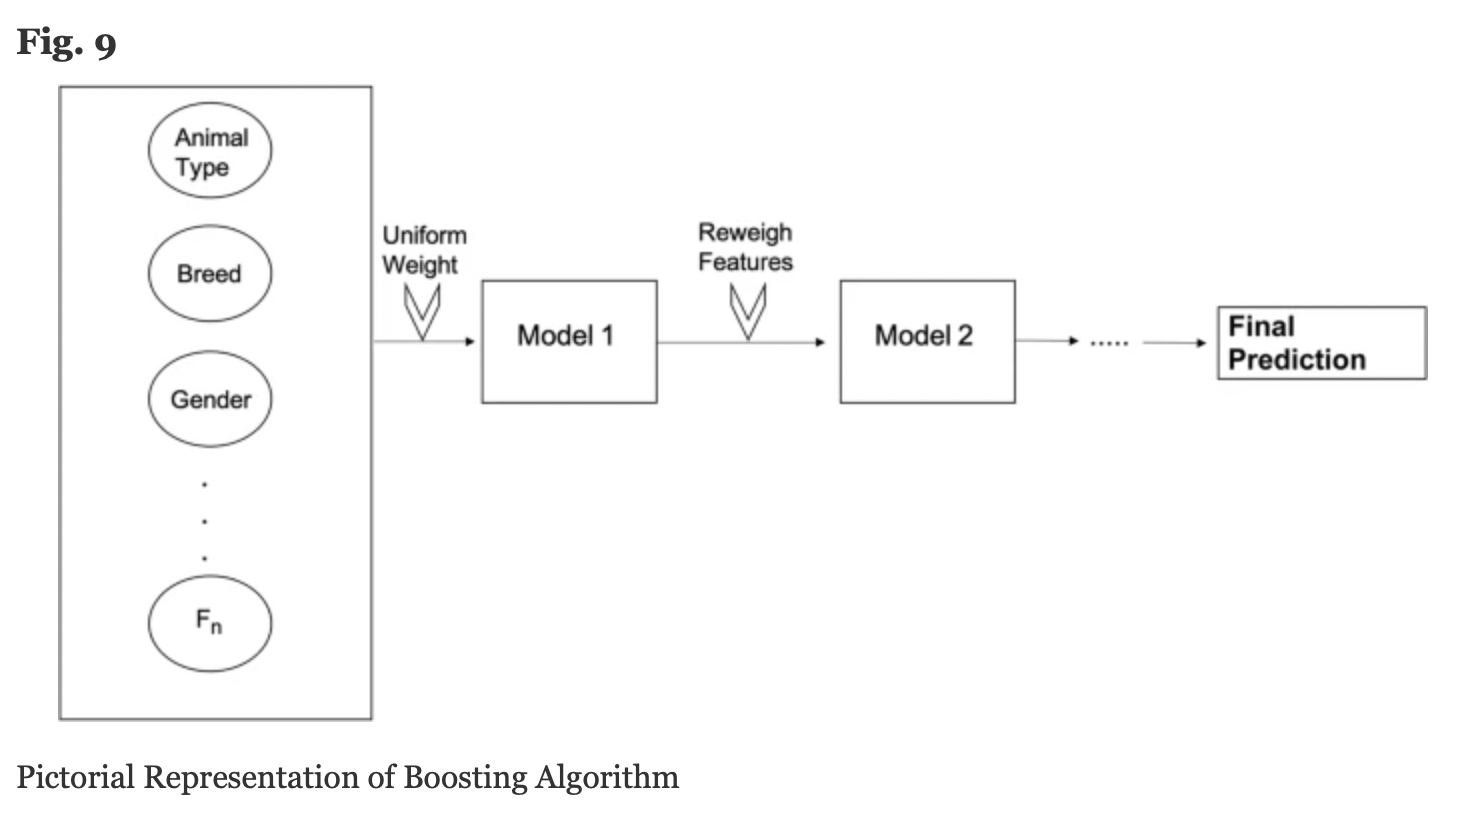 Fig. 9
Animal
Type
Breed
Gender
.
.
.
Fn
Uniform
Weight
Model 1
Reweigh
Features
Model 2
.....
Final
Prediction
Pictorial Representation of Boosting Algorithm